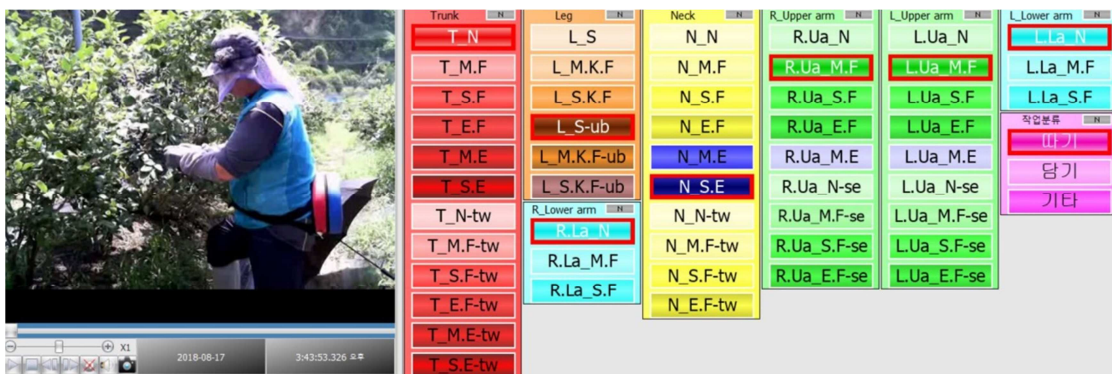 Trunk N
T_N
T_M.F
T_S.F
T_E.F
T_M.E
T_S.E
T_N-tw
T_M.F-tw
T_S.F-tw
T_E.F-tw
T_M.E-tw
T_S.E-tw
Leg N
L_S
L_M.K.F
L_S.K.F
L_S-ub
L_M.K.F-ub
L_S.K.F-ub
R_Lower arm N
R.La_N
R.La_M.F
R.La_S.F
Neck N
N_N
N_M.F
N_S.F
N_E.F
N_M.E
N_S.E
N_N-tw
N_M.F-tw
N_S.F-tw
N_E.F-tw
R_Upper arm N
R.Ua_N
R.Ua_M.F
R.Ua_S.F
R.Ua_E.F
R.Ua_M.E
R.Ua_N-se
R.Ua_M.F-se
R.Ua_S.F-se
R.Ua_E.F-se
L_Upper arm N
L.Ua_N
L.Ua_M.F
L.Ua_S.F
L.Ua_E.F
L.Ua_M.E
L.Ua_N-se
L.Ua_M.F-se
L.Ua_S.F-se
L.Ua_E.F-se
L_Lower arm N
L.La_N
L.La_M.F
L.La_S.F
작업분류 N
따기
담기
기타
X1
2018-08-17
3:43:53.326 오후